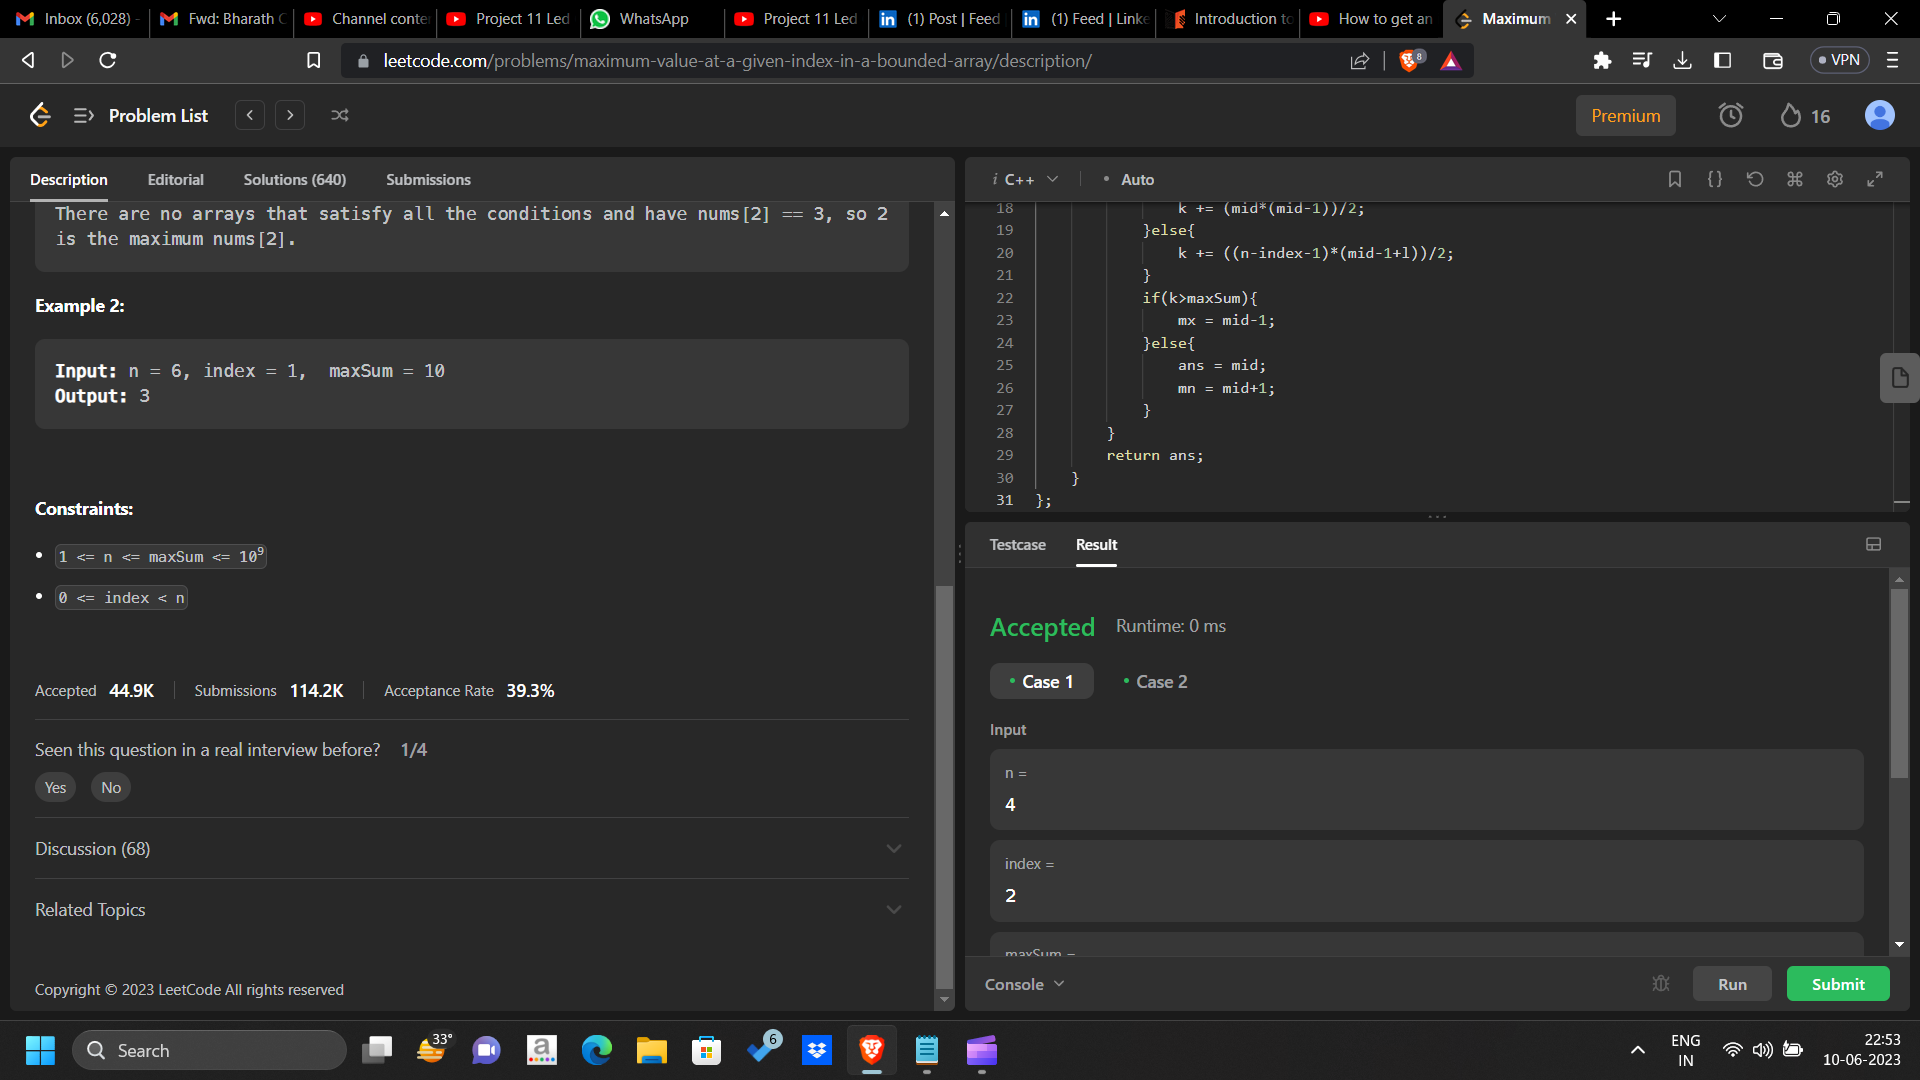 Inbox (6,028) -
Fwd: Bharath C
Channel conte
Project 11 Led
WhatsApp
Project 11 Led
(1) Post | Feed
(1) Feed | Linke
Introduction to
How to get an
Maximum
leetcode.com/problems/maximum-value-at-a-given-index-in-a-bounded-array/description/
8
VPN
Problem List
Premium
16
Description
Editorial
Solutions (640)
Submissions
There are no arrays that satisfy all the conditions and have nums[2] == 3, so 2
is the maximum nums[2].
Example 2:
Input: n = 6, index = 1,  maxSum = 10
Output: 3
Constraints:
• 1 <= n <= maxSum <= 10⁹
• 0 <= index < n
Accepted 44.9K
Submissions 114.2K
Acceptance Rate 39.3%
Seen this question in a real interview before? 1/4
Yes
No
Discussion (68)
Related Topics
Copyright © 2023 LeetCode All rights reserved
i C++
• Auto
18 k += (mid*(mid-1))/2;
19 }else{
20 k += ((n-index-1)*(mid-1+l))/2;
21 }
22 if(k>maxSum){
23 mx = mid-1;
24 }else{
25 ans = mid;
26 mn = mid+1;
27 }
28 }
29 return ans;
30 }
31 };
Testcase
Result
Accepted
Runtime: 0 ms
• Case 1
• Case 2
Input
n =
4
index =
2
maxSum =
Console
Run
Submit
Search
33°
a
6
ENG
IN
22:53
10-06-2023